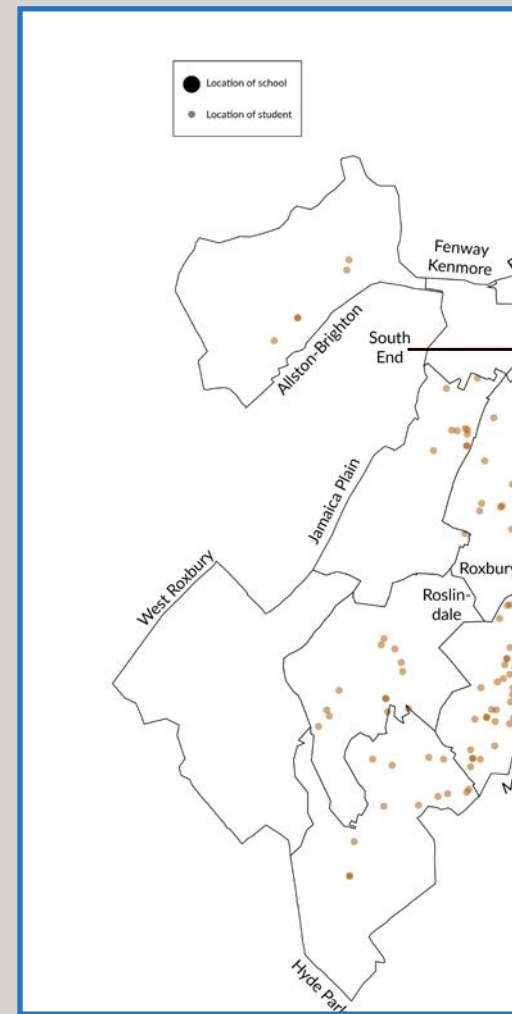 Location of school
Location of student
Fenway
Kenmore
South
End
Allston-Brighton
Jamaica Plain
West Roxbury
Roxbury
Roslin-
dale
Hyde Park